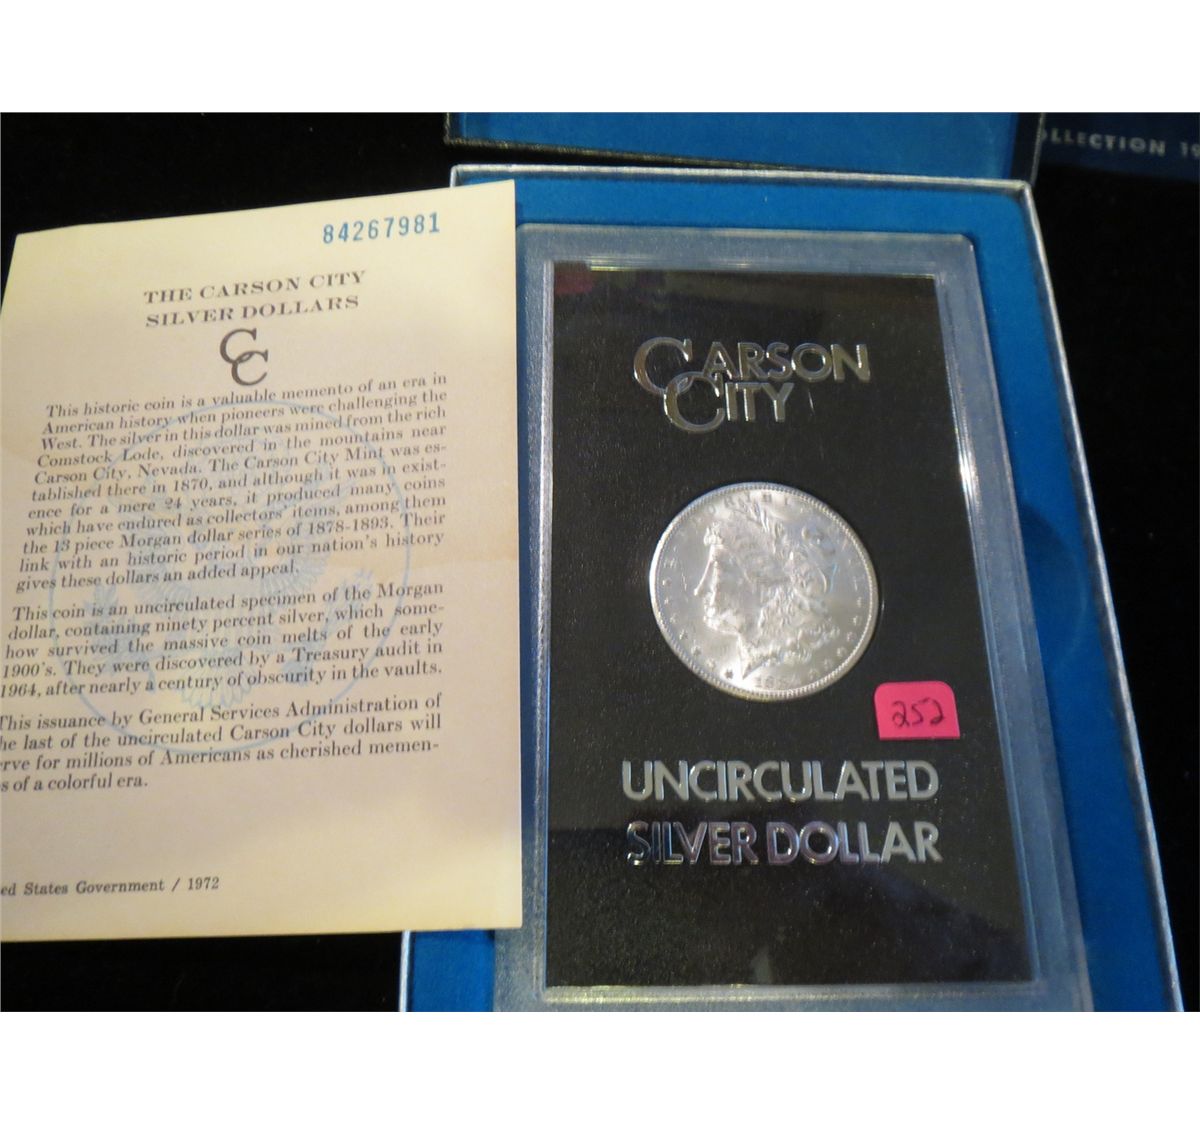 84267981
THE CARSON CITY
SILVER DOLLARS
CC
This historic coin is a valuable memento of an era in
American history when pioneers were challenging the
West. The silver in this dollar was mined from the rich
Comstock Lode, discovered in the mountains near
Carson City, Nevada. The Carson City Mint was es-
tablished there in 1870, and although it was in exist-
ence for a mere 24 years, it produced many coins
which have endured as collectors' items, among them
the 13 piece Morgan dollar series of 1878-1893. Their
link with an historic period in our nation's history
gives these dollars an added appeal.
This coin is an uncirculated specimen of the Morgan
dollar, containing ninety percent silver, which some-
how survived the massive coin melts of the early
1900's. They were discovered by a Treasury audit in
1964, after nearly a century of obscurity in the vaults.
This issuance by General Services Administration of
he last of the uncirculated Carson City dollars will
erve for millions of Americans as cherished memen-
s of a colorful era.
ed States Government / 1972
OLLECTION 19
CARSON
CITY
252
UNCIRCULATED
SILVER DOLLAR